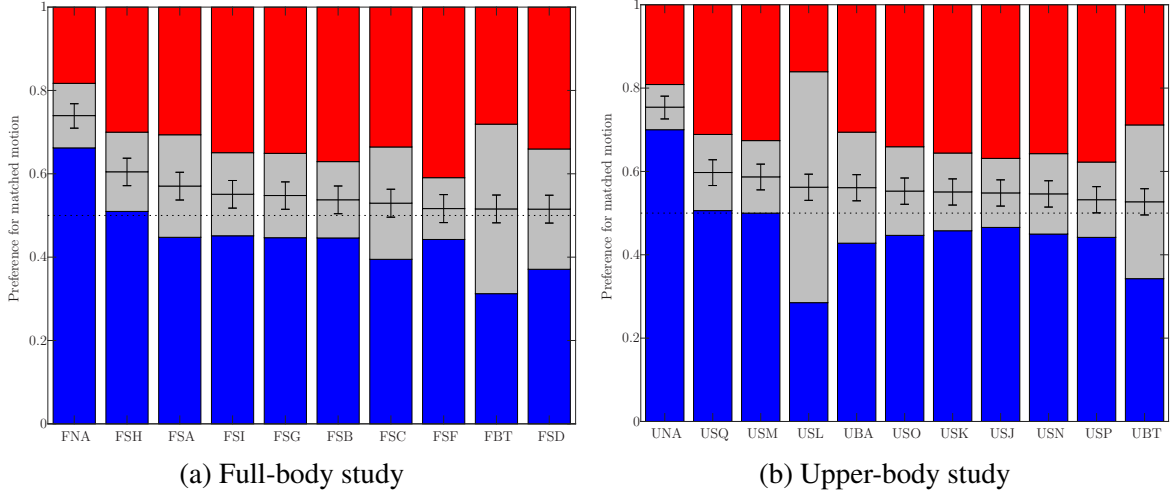 1
0.8
0.6
0.4
0.2
0
Preference for matched motion
FNA FSH FSA FSI FSG FSB FSC FSF FBT FSD
(a) Full-body study
1
0.8
0.6
0.4
0.2
0
Preference for matched motion
UNA USQ USM USL UBA USO USK USJ USN USP UBT
(b) Upper-body study